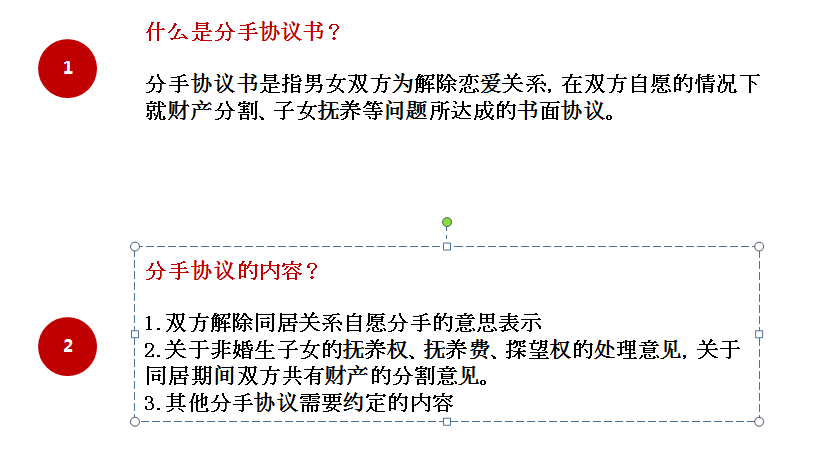 什么是分手协议书？
1
分手协议书是指男女双方为解除恋爱关系，在双方自愿的情况下
就财产分割、子女抚养等问题所达成的书面协议。
分手协议的内容？
1.双方解除同居关系自愿分手的意思表示
2
2.关于非婚生子女的抚养权、抚养费、探望权的处理意见，关于
同居期间双方共有财产的分割意见。
3.其他分手协议需要约定的内容